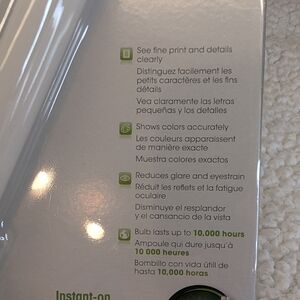 See fine print and details
clearly
Distinguez facilement les
petits caractères et les fins
détails
Vea claramente las letras
pequeñas y los detalles
Shows colors accurately
Les couleurs apparaissent
de manière exacte
Muestra colores exactos
Reduces glare and eyestrain
Réduit les reflets et la fatigue
oculaire
Disminuye el resplandor
y el cansancio de la vista
Bulb lasts up to 10,000 hours
Ampoule qui dure jusqu'à
10 000 heures
Bombillo con vida útil de
hasta 10,000 horas
Instant-on